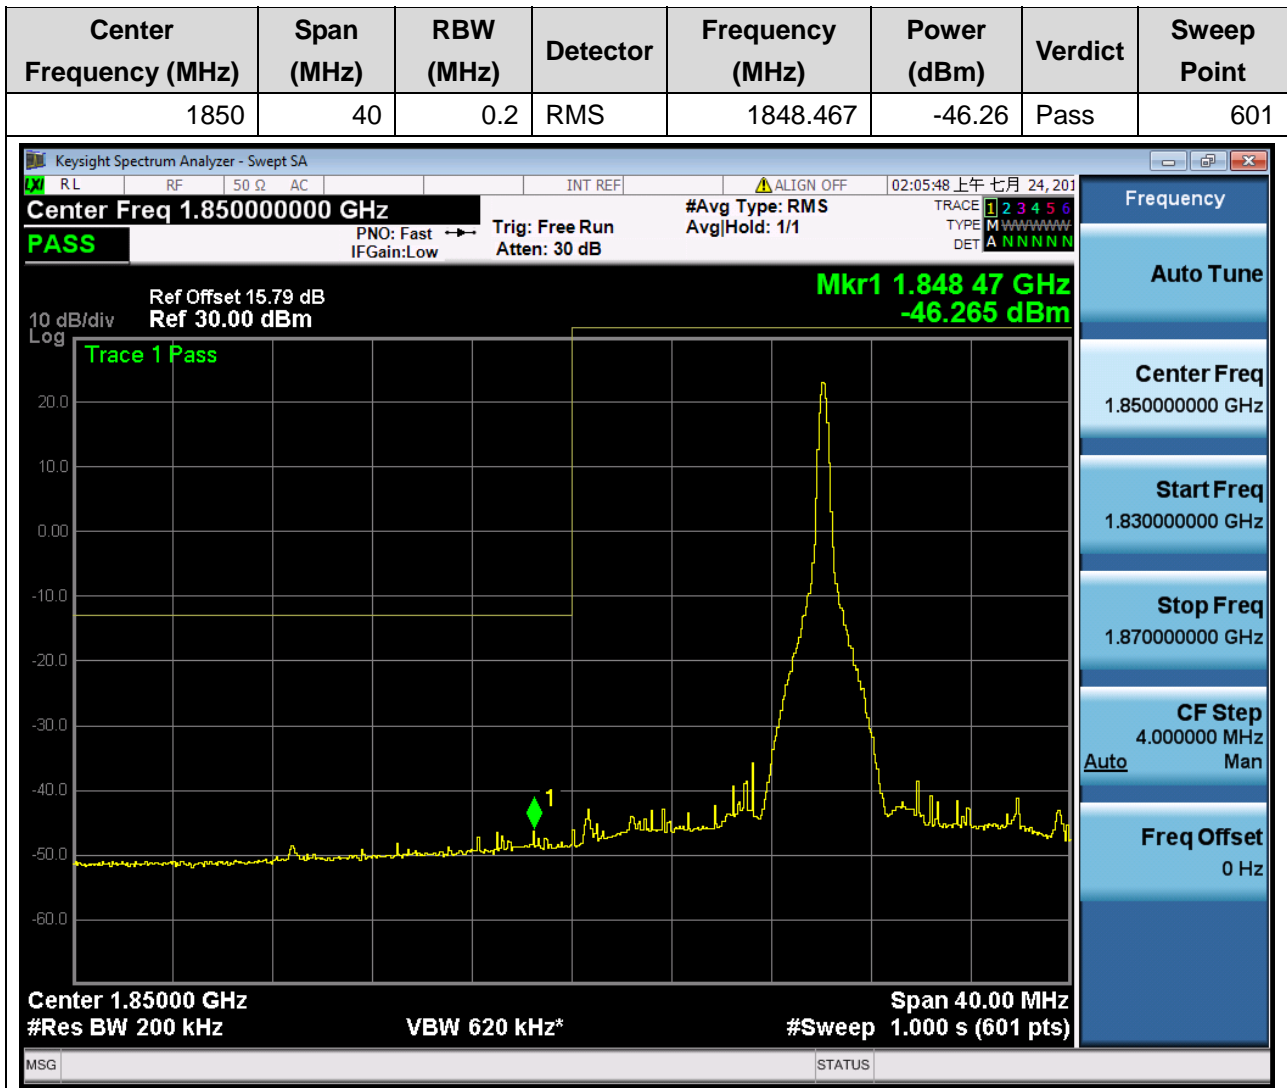 Center Frequency (MHz) Span (MHz) RBW (MHz) Detector Frequency (MHz) Power (dBm) Verdict Sweep Point
1850 40 0.2 RMS 1848.467 -46.26 Pass 601
Keysight Spectrum Analyzer - Swept SA
LXI RL RF 50 Ω AC INT REF ALIGN OFF 02:05:48 上午 七月 24, 201
Center Freq 1.850000000 GHz
PASS
PNO: Fast
IFGain:Low
Trig: Free Run
Atten: 30 dB
#Avg Type: RMS
Avg|Hold: 1/1
TRACE 1 2 3 4 5 6
TYPE M WWWWW
DET A N N N N N
Mkr1 1.848 47 GHz
-46.265 dBm
Ref Offset 15.79 dB
10 dB/div Ref 30.00 dBm
Log
Trace 1 Pass
20.0
10.0
0.00
-10.0
-20.0
-30.0
-40.0
-50.0
-60.0
1
Center 1.85000 GHz Span 40.00 MHz
#Res BW 200 kHz VBW 620 kHz* #Sweep 1.000 s (601 pts)
MSG STATUS
Frequency
Auto Tune
Center Freq
1.850000000 GHz
Start Freq
1.830000000 GHz
Stop Freq
1.870000000 GHz
CF Step
4.000000 MHz
Auto Man
Freq Offset
0 Hz